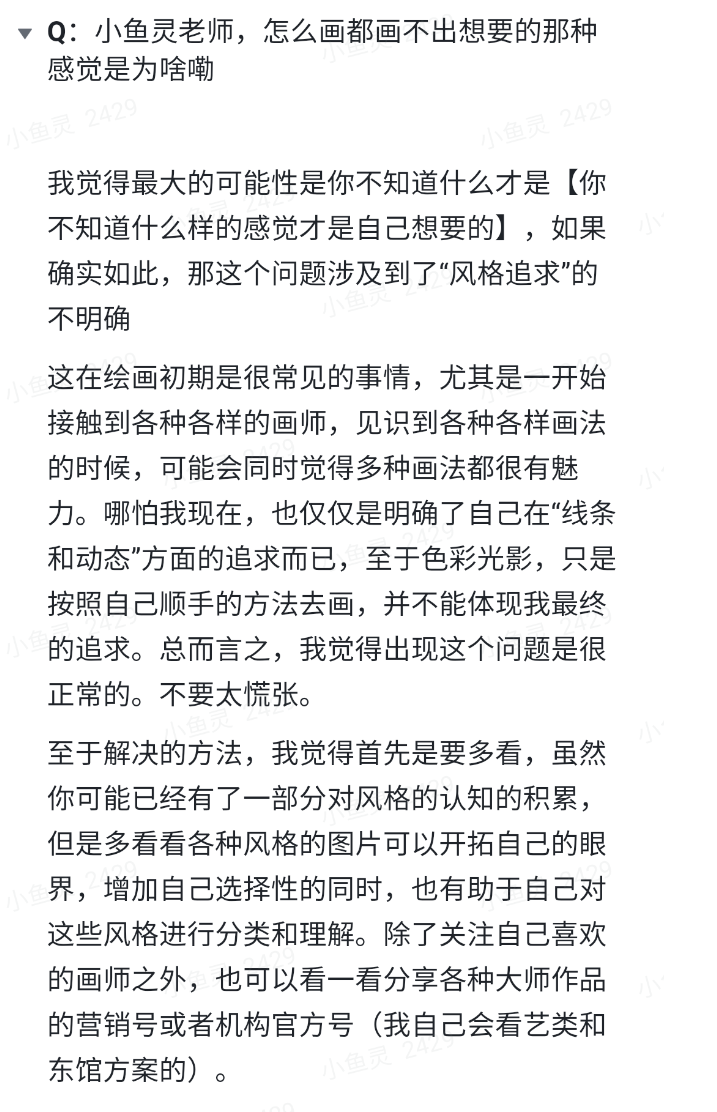 Q：小鱼灵老师，怎么画都画不出想要的那种
感觉是为啥嘞
我觉得最大的可能性是你不知道什么才是【你
不知道什么样的感觉才是自己想要的】，如果
确实如此，那这个问题涉及到了“风格追求”的
不明确
这在绘画初期是很常见的事情，尤其是一开始
接触到各种各样的画师，见识到各种各样画法
的时候，可能会同时觉得多种画法都很有魅
力。哪怕我现在，也仅仅是明确了自己在“线条
和动态”方面的追求而已，至于色彩光影，只是
按照自己顺手的方法去画，并不能体现我最终
的追求。总而言之，我觉得出现这个问题是很
正常的。不要太慌张。
至于解决的方法，我觉得首先是要多看，虽然
你可能已经有了一部分对风格的认知的积累，
但是多看看各种风格的图片可以开拓自己的眼
界，增加自己选择性的同时，也有助于自己对
这些风格进行分类和理解。除了关注自己喜欢
的画师之外，也可以看一看分享各种大师作品
的营销号或者机构官方号（我自己会看艺类和
东馆方案的）。
小鱼灵 2429